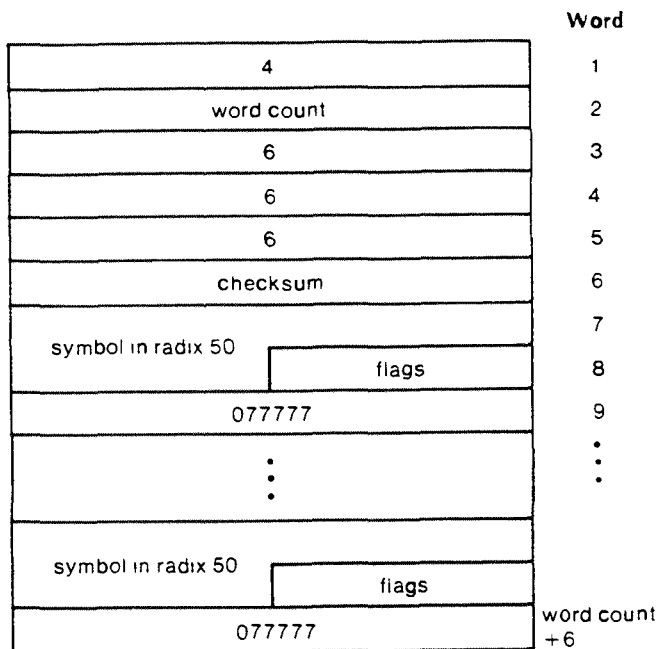 Word
4 1
word count 2
6 3
6 4
6 5
checksum 6
7
symbol in radix 50
flags 8
077777 9
symbol in radix 50
flags
077777 word count
+6